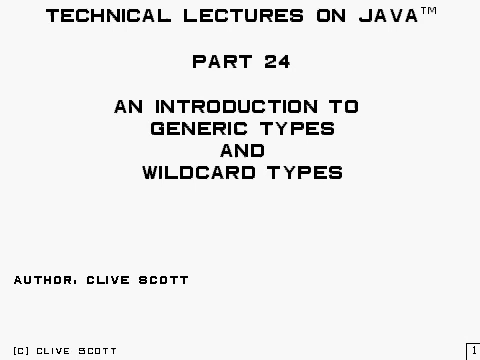 TECHNICAL LECTURES ON JAVA™
PART 24
AN INTRODUCTION TO
GENERIC TYPES
AND
WILDCARD TYPES
AUTHOR: CLIVE SCOTT
[C] CLIVE SCOTT
1